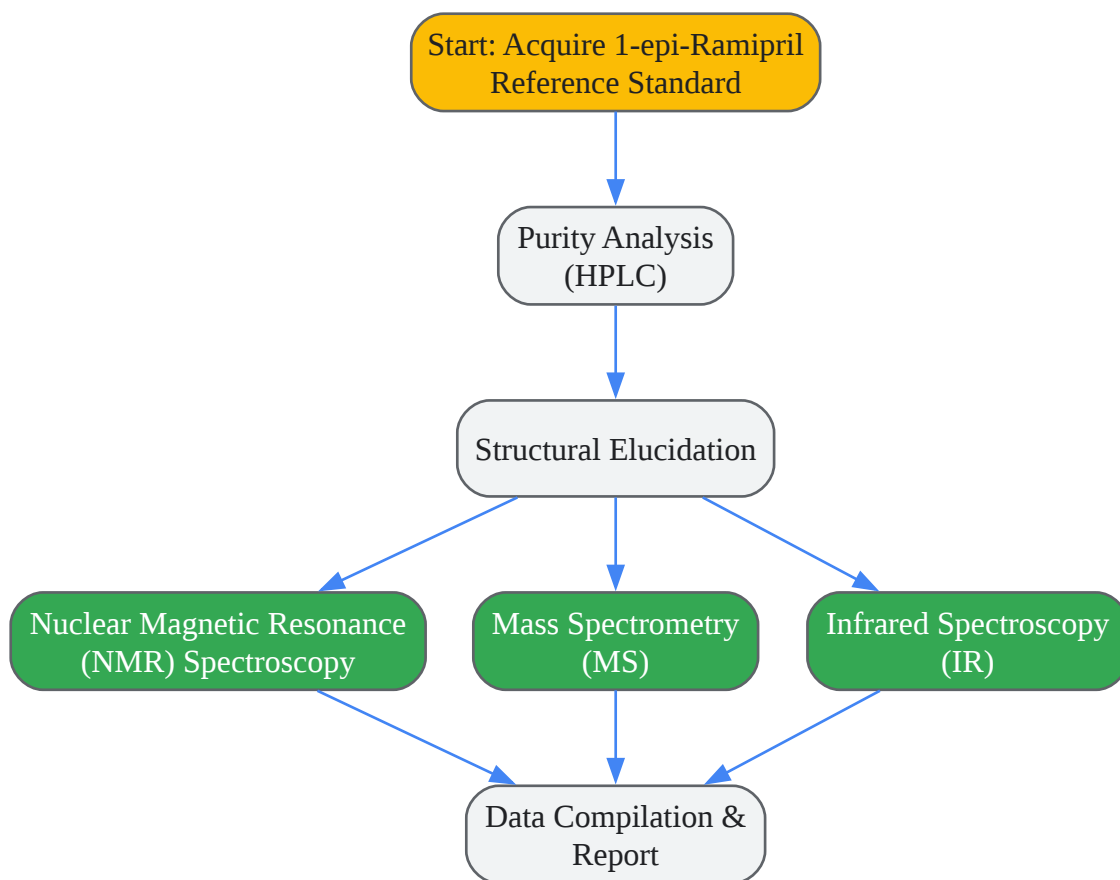 Start: Acquire 1-epi-Ramipril
Reference Standard
Purity Analysis
(HPLC)
Structural Elucidation
Nuclear Magnetic Resonance
(NMR) Spectroscopy
Mass Spectrometry
(MS)
Infrared Spectroscopy
(IR)
Data Compilation &
Report